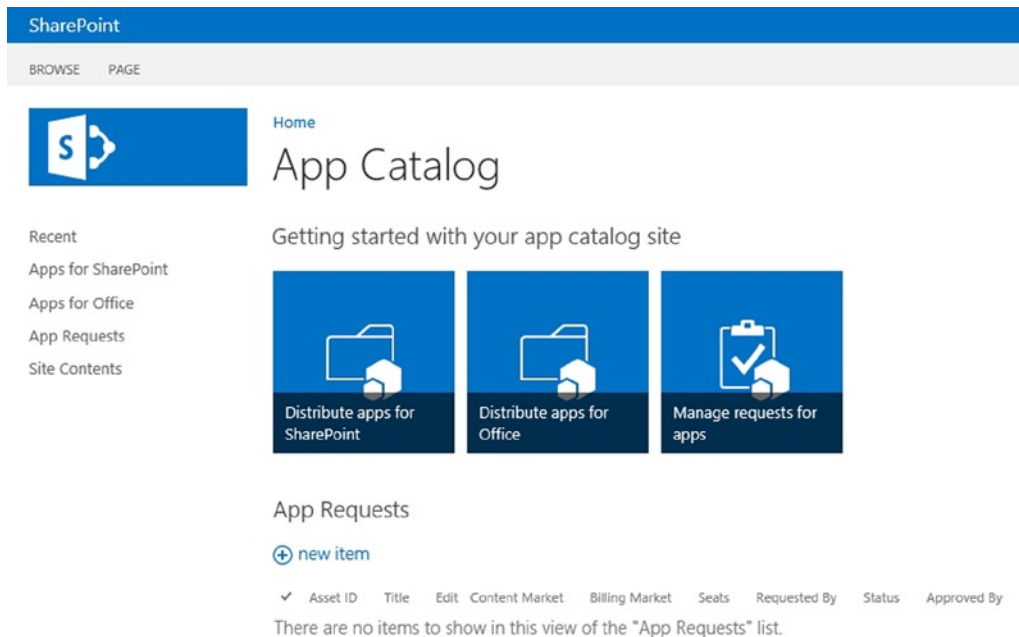 SharePoint
BROWSE PAGE
S
Home
App Catalog
Recent
Apps for SharePoint
Apps for Office
App Requests
Site Contents
Getting started with your app catalog site
Distribute apps for
SharePoint
Distribute apps for
Office
Manage requests for
apps
App Requests
new item
Asset ID Title Edit Content Market Billing Market Seats Requested By Status Approved By
There are no items to show in this view of the "App Requests" list.